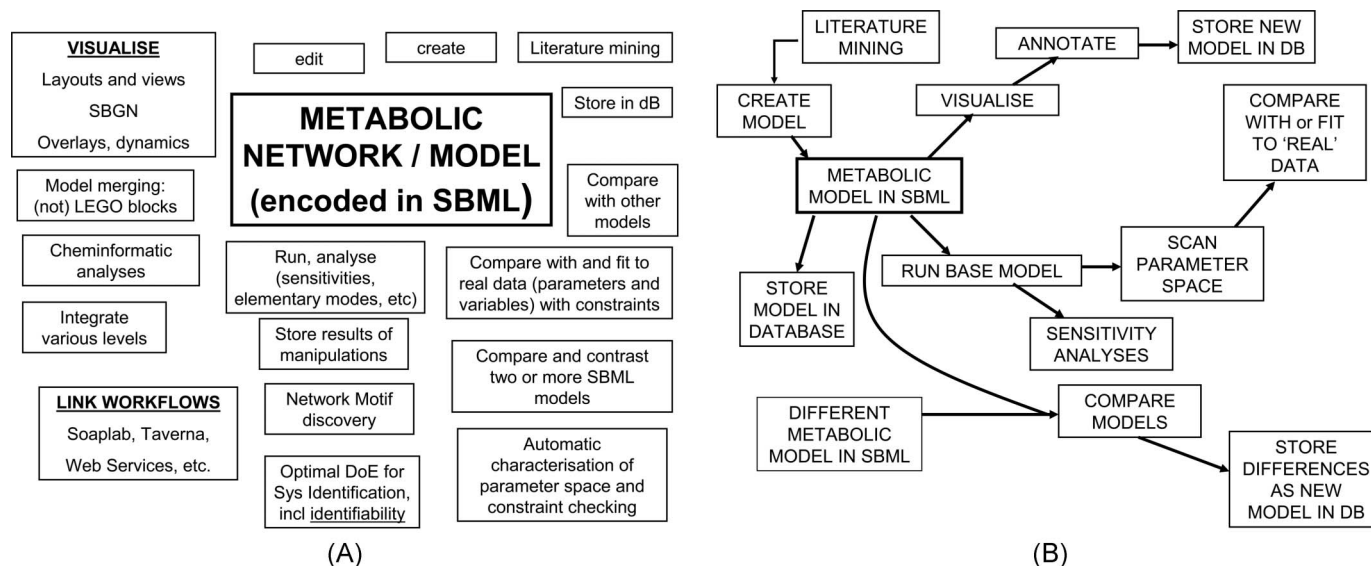 VISUALISE
Layouts and views
SBGN
Overlays, dynamics
edit
create
Literature mining
Store in dB
METABOLIC
NETWORK / MODEL
(encoded in SBML)
Model merging:
(not) LEGO blocks
Compare
with other
models
Cheminformatic
analyses
Run, analyse
(sensitivities,
elementary modes, etc)
Compare with and fit to
real data (parameters and
variables) with constraints
Integrate
various levels
Store results of
manipulations
Compare and contrast
two or more SBML
models
LINK WORKFLOWS
Soaplab, Taverna,
Web Services, etc.
Network Motif
discovery
Automatic
characterisation of
parameter space and
constraint checking
Optimal DoE for
Sys Identification,
incl identifiability
(A)
LITERATURE
MINING
ANNOTATE
STORE NEW
MODEL IN DB
CREATE
MODEL
VISUALISE
COMPARE
WITH or FIT
TO ‘REAL’
DATA
METABOLIC
MODEL IN SBML
RUN BASE MODEL
SCAN
PARAMETER
SPACE
STORE
MODEL IN
DATABASE
SENSITIVITY
ANALYSES
DIFFERENT
METABOLIC
MODEL IN SBML
COMPARE
MODELS
STORE
DIFFERENCES
AS NEW
MODEL IN DB
(B)